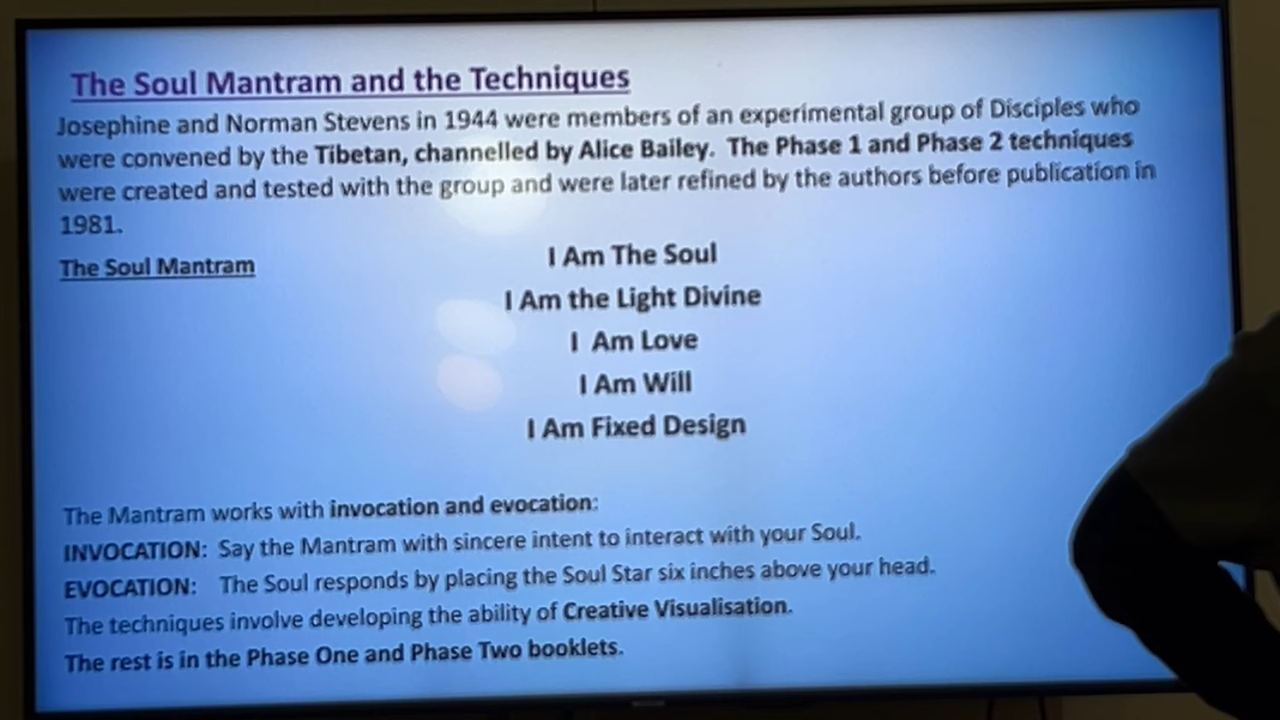 The Soul Mantram and the Techniques
Josephine and Norman Stevens in 1944 were members of an experimental group of Disciples who
were convened by the Tibetan, channelled by Alice Bailey. The Phase 1 and Phase 2 techniques
were created and tested with the group and were later refined by the authors before publication in
1981.
The Soul Mantram
I Am The Soul
I Am the Light Divine
I Am Love
I Am Will
I Am Fixed Design
The Mantram works with invocation and evocation:
INVOCATION: Say the Mantram with sincere intent to interact with your Soul.
EVOCATION: The Soul responds by placing the Soul Star six inches above your head.
The techniques involve developing the ability of Creative Visualisation.
The rest is in the Phase One and Phase Two booklets.